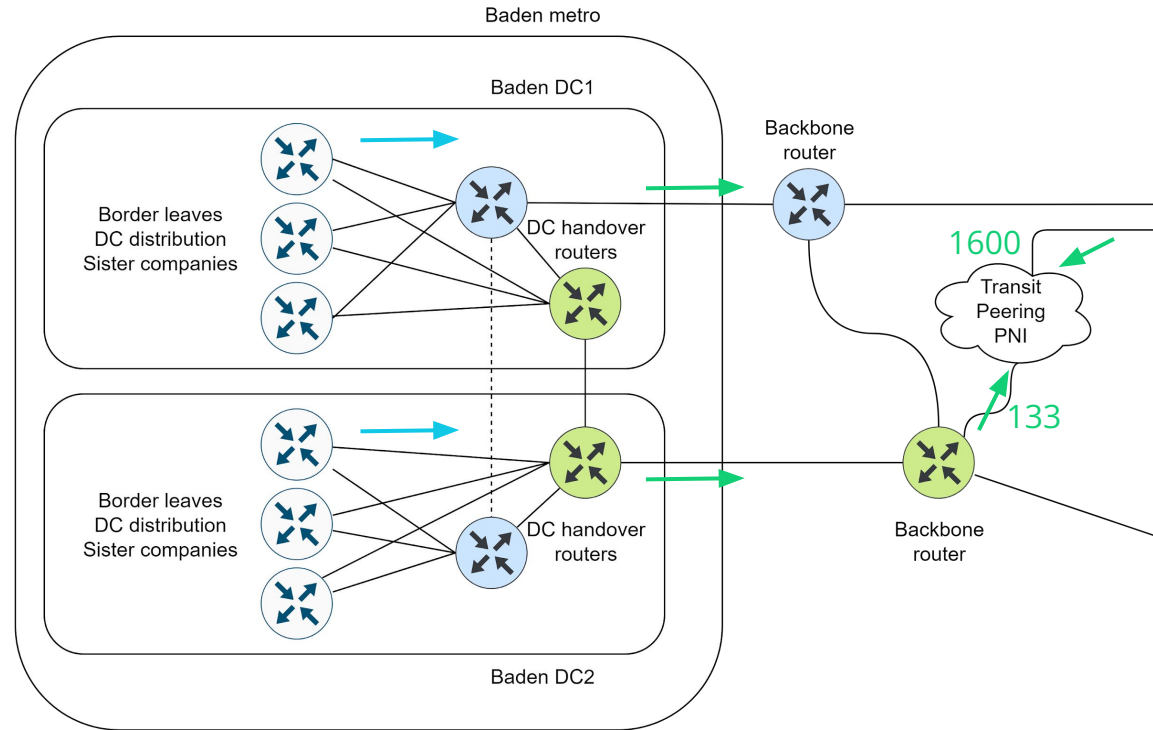 Baden metro
Baden DC1
Backbone
router
Border leaves
DC distribution
Sister companies
DC handover
routers
1600
Transit
Peering
PNI
133
Border leaves
DC distribution
Sister companies
DC handover
routers
Backbone
router
Baden DC2